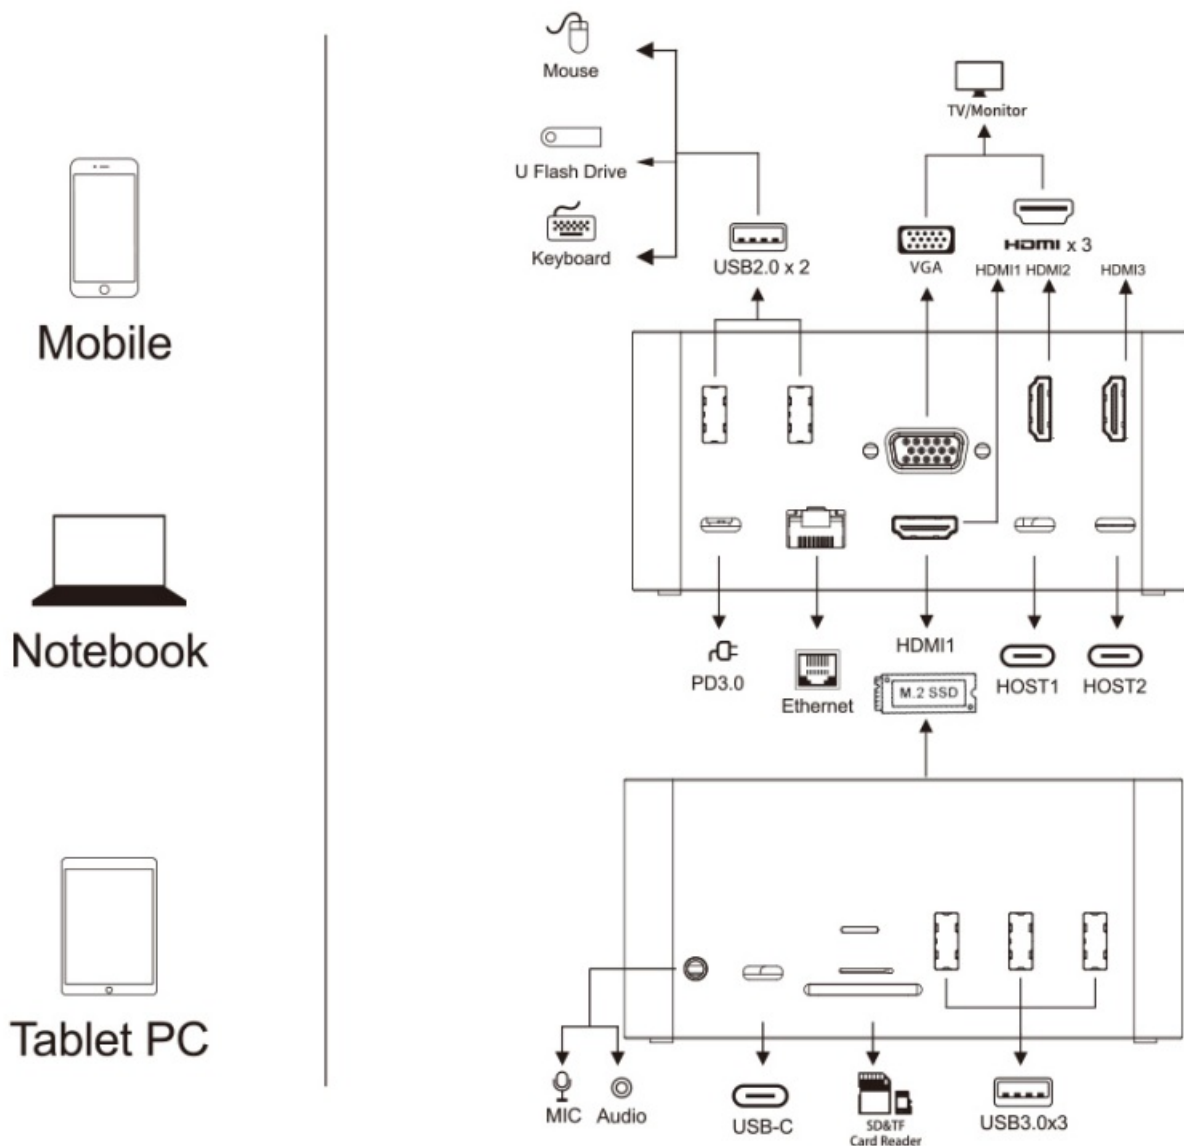 Mouse
TV/Monitor
U Flash Drive
Keyboard
USB2.0 x 2
VGA
HDMI x 3
HDMI1 HDMI2 HDMI3
Mobile
Notebook
PD3.0
Ethernet
HDMI1
M.2 SSD
HOST1
HOST2
Tablet PC
MIC
Audio
USB-C
SD&TF
Card Reader
USB3.0x3